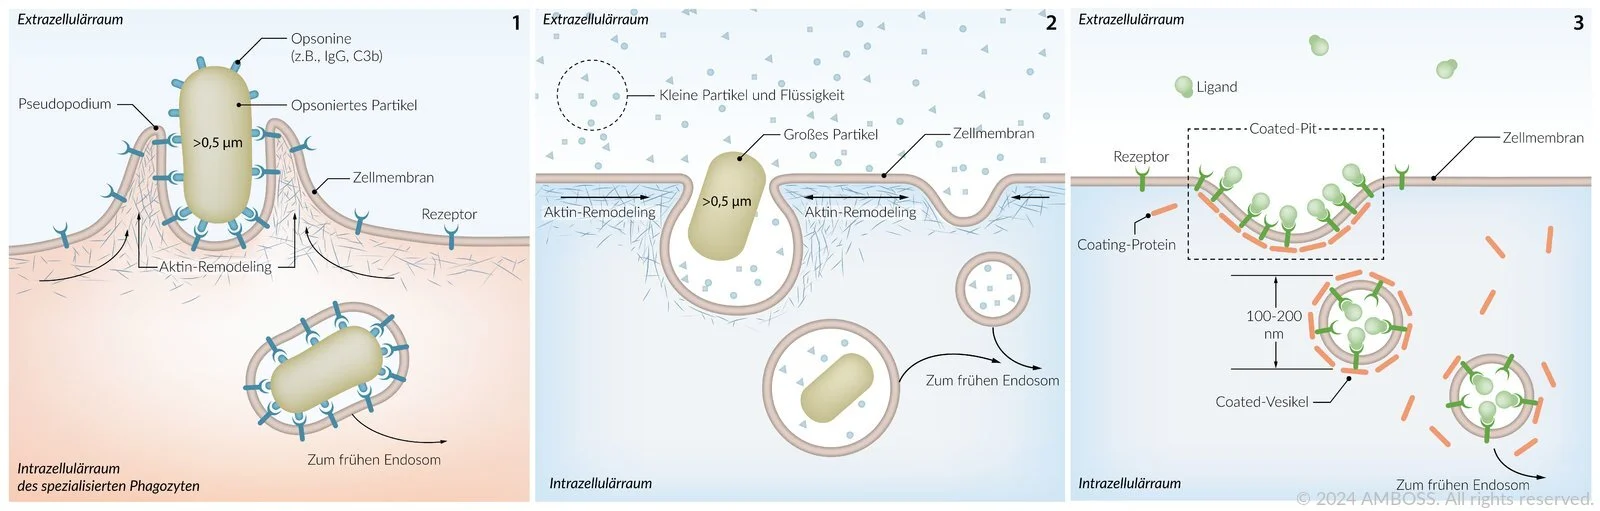 Extrazellulärraum
1
Opsonine
(z.B., IgG, C3b)
Pseudopodium
Opsoniertes Partikel
>0,5 µm
Zellmembran
Rezeptor
Aktin-Remodeling
Zum frühen Endosom
Intrazellulärraum
des spezialisierten Phagozyten
Extrazellulärraum
2
Kleine Partikel und Flüssigkeit
Großes Partikel
Zellmembran
>0,5 µm
Aktin-Remodeling
Aktin-Remodeling
Zum frühen Endosom
Intrazellulärraum
Extrazellulärraum
3
Ligand
Coated-Pit
Zellmembran
Rezeptor
Coating-Protein
100-200
nm
Coated-Vesikel
Zum frühen Endosom
Intrazellulärraum
© 2024 AMBOSS. All rights reserved.